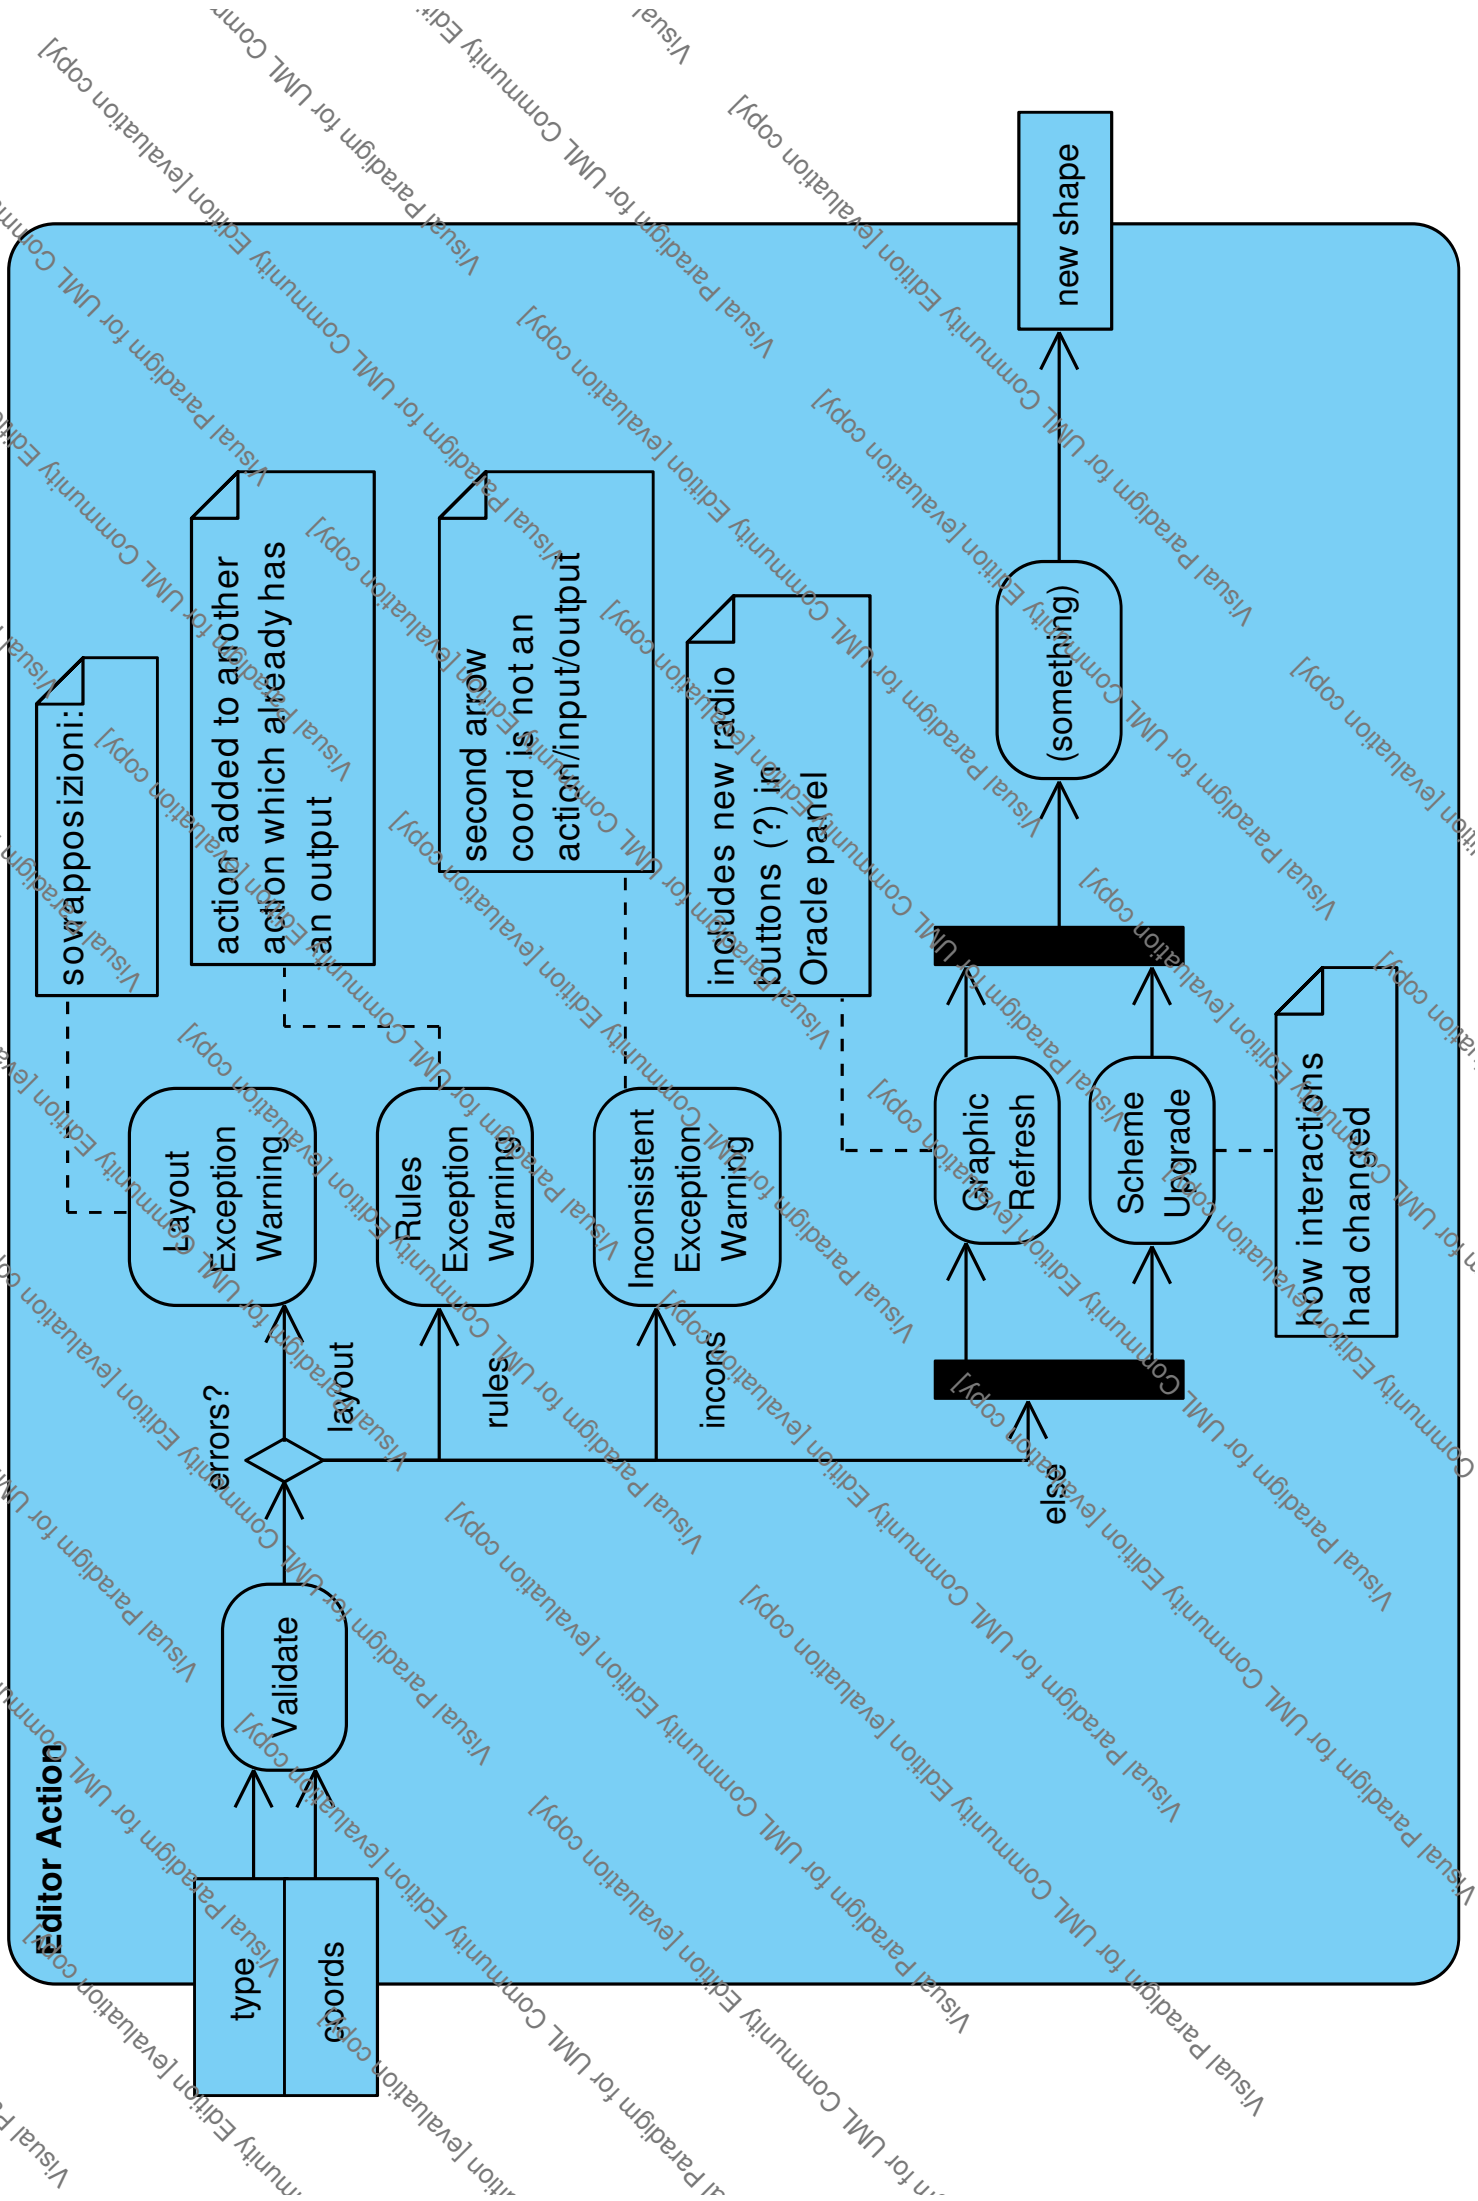 Editor Action
type
coords
Validate
errors?
layout
rules
incons
else
Layout
Exception
Warning
Rules
Exception
Warning
Inconsistent
Exception
Warning
sovrapposizioni:
action added to another
action which already has
an output
second arrow
coord is not an
action/input/output
includes new radio
buttons (?) in
Oracle panel
Graphic
Refresh
Scheme
Upgrade
how interactions
had changed
(something)
new shape
Visual Paradigm for UML Community Edition [evaluation copy]